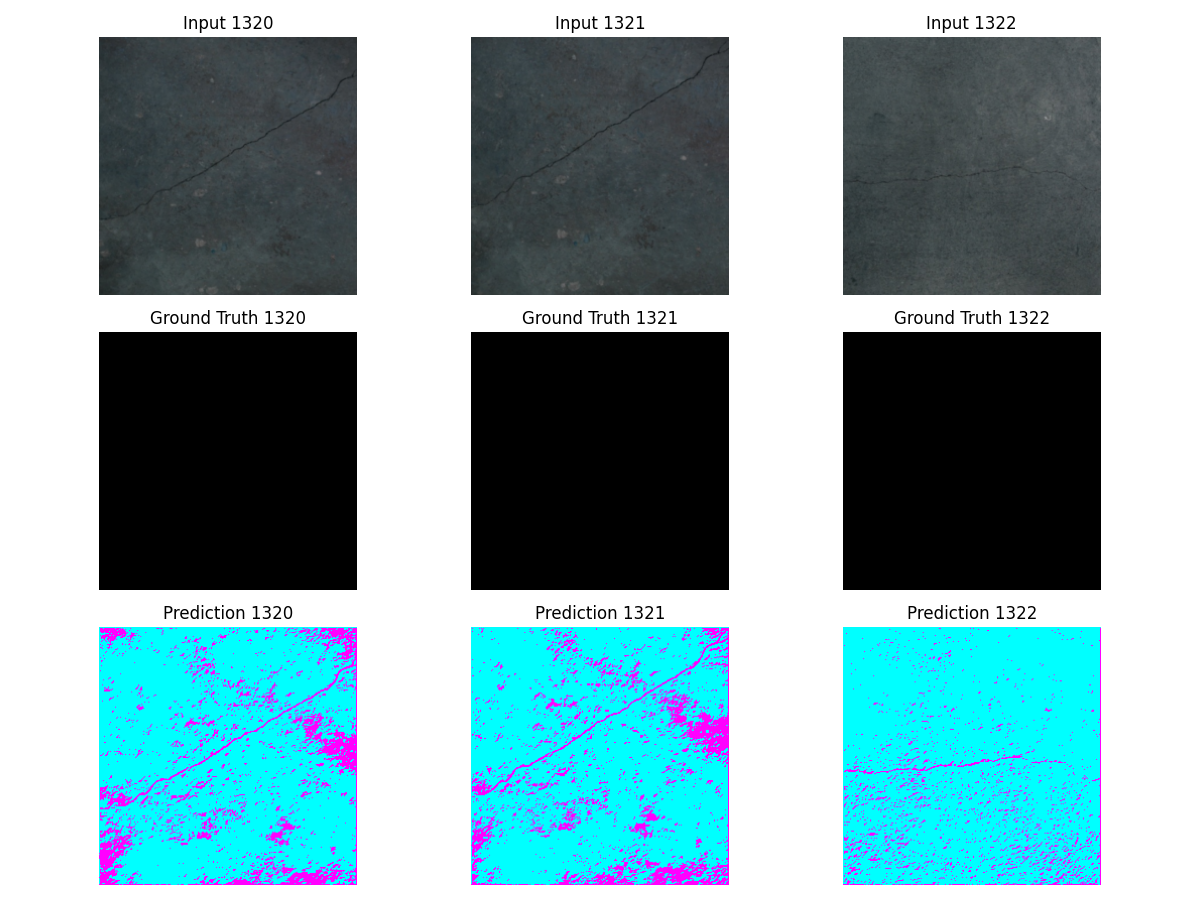 Input 1320
Input 1321
Input 1322
Ground Truth 1320
Ground Truth 1321
Ground Truth 1322
Prediction 1320
Prediction 1321
Prediction 1322